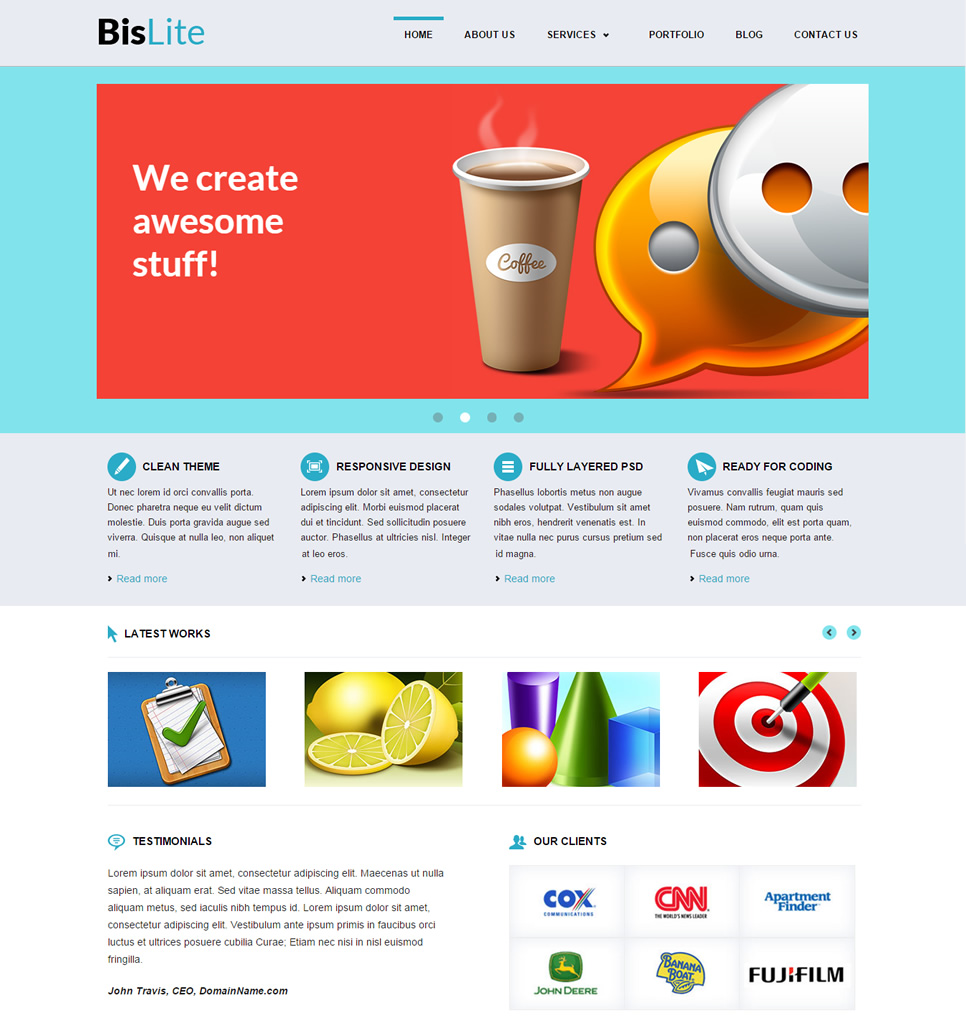 BisLite
HOME ABOUT US SERVICES PORTFOLIO BLOG CONTACT US
We create
awesome
stuff!
Coffee
CLEAN THEME
Ut nec lorem id orci convallis porta.
Donec pharetra neque eu velit dictum
molestie. Duis porta gravida augue sed
viverra. Quisque at nulla leo, non aliquet
mi.
Read more
RESPONSIVE DESIGN
Lorem ipsum dolor sit amet, consectetur
adipiscing elit. Morbi euismod placerat
dui et tincidunt. Sed sollicitudin posuere
auctor. Phasellus at ultricies nisl. Integer
at leo eros.
Read more
FULLY LAYERED PSD
Phasellus lobortis metus non augue
sodales volutpat. Vestibulum sit amet
nibh eros, hendrerit venenatis est. In
vitae nulla nec purus cursus pretium sed
id magna.
Read more
READY FOR CODING
Vivamus convallis feugiat mauris sed
posuere. Nam rutrum, quam quis
euismod commodo, elit est porta quam,
non placerat eros neque porta ante.
Fusce quis odio urna.
Read more
LATEST WORKS
TESTIMONIALS
Lorem ipsum dolor sit amet, consectetur adipiscing elit. Maecenas ut nulla
sapien, at aliquam erat. Sed vitae massa tellus. Aliquam commodo
aliquam metus, sed iaculis nibh tempus id. Lorem ipsum dolor sit amet,
consectetur adipiscing elit. Vestibulum ante ipsum primis in faucibus orci
luctus et ultrices posuere cubilia Curae; Etiam nec nisi in nisl euismod
fringilla.
John Travis, CEO, DomainName.com
OUR CLIENTS
COX
COMMUNICATIONS
CNN
THE WORLD'S NEWS LEADER
Apartment
Finder
JOHN DEERE
BANANA
BOAT
FUJIFILM